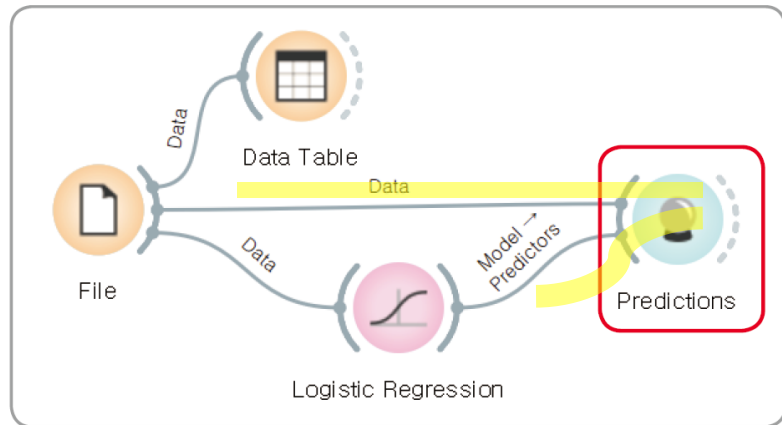 Data
Data Table
Data
File
Data
Model →
Predictors
Predictions
Logistic Regression